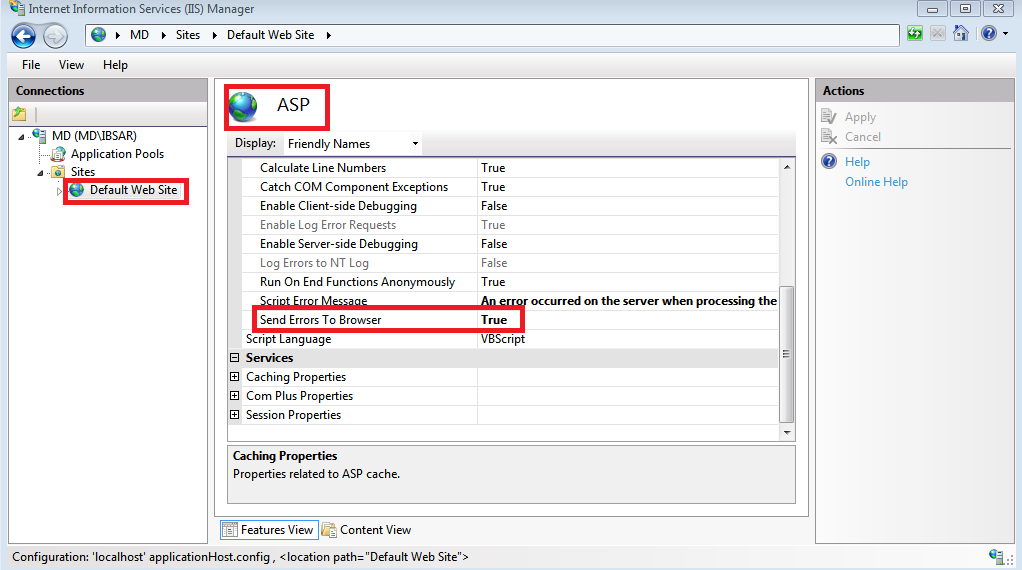 Internet Information Services (IIS) Manager
MD Sites Default Web Site
File View Help
Connections
MD (MD\IBSAR)
Application Pools
Sites
Default Web Site
ASP
Display: Friendly Names
Calculate Line Numbers True
Catch COM Component Exceptions True
Enable Client-side Debugging False
Enable Log Error Requests True
Enable Server-side Debugging False
Log Errors to NT Log False
Run On End Functions Anonymously True
Script Error Message An error occurred on the server when processing the
Send Errors To Browser True
Script Language VBScript
Services
Caching Properties
Com Plus Properties
Session Properties
Caching Properties
Properties related to ASP cache.
Features View Content View
Actions
Apply
Cancel
Help
Online Help
Configuration: 'localhost' applicationHost.config , <location path="Default Web Site">